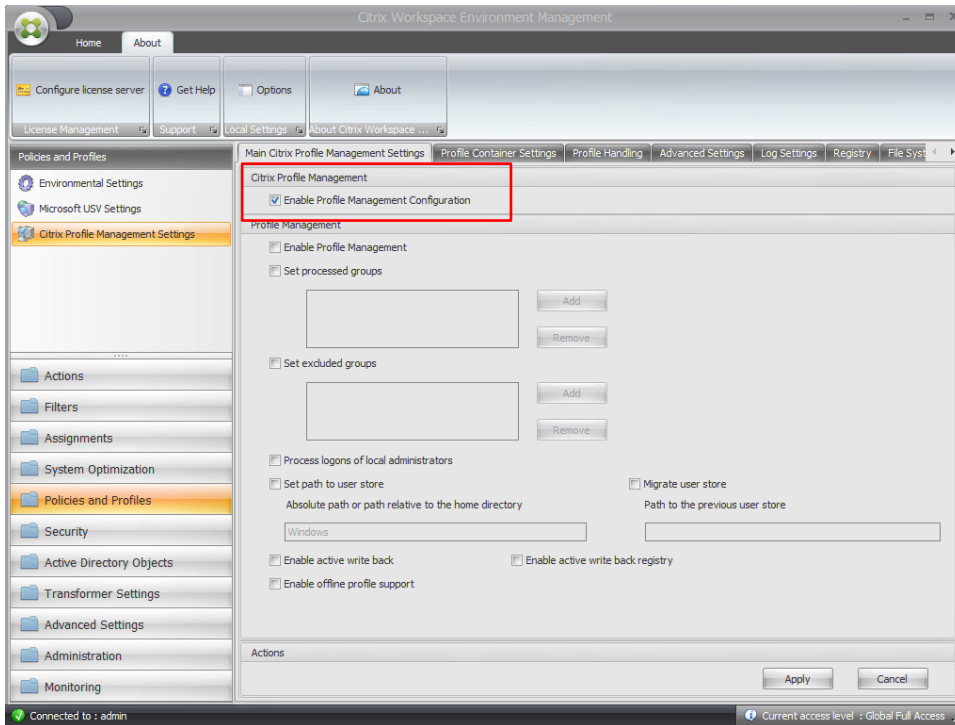 Citrix Workspace Environment Management
Home About
Configure license server Get Help Options About
License Management Support Local Settings About Citrix Workspace ...
Policies and Profiles
Environmental Settings
Microsoft USV Settings
Citrix Profile Management Settings
Actions
Filters
Assignments
System Optimization
Policies and Profiles
Security
Active Directory Objects
Transformer Settings
Advanced Settings
Administration
Monitoring
Main Citrix Profile Management Settings Profile Container Settings Profile Handling Advanced Settings Log Settings Registry File Syst
Citrix Profile Management
Enable Profile Management Configuration
Profile Management
Enable Profile Management
Set processed groups
Add
Remove
Set excluded groups
Add
Remove
Process logons of local administrators
Set path to user store Migrate user store
Absolute path or path relative to the home directory Path to the previous user store
Windows
Enable active write back Enable active write back registry
Enable offline profile support
Actions
Apply Cancel
Connected to : admin Current access level : Global Full Access